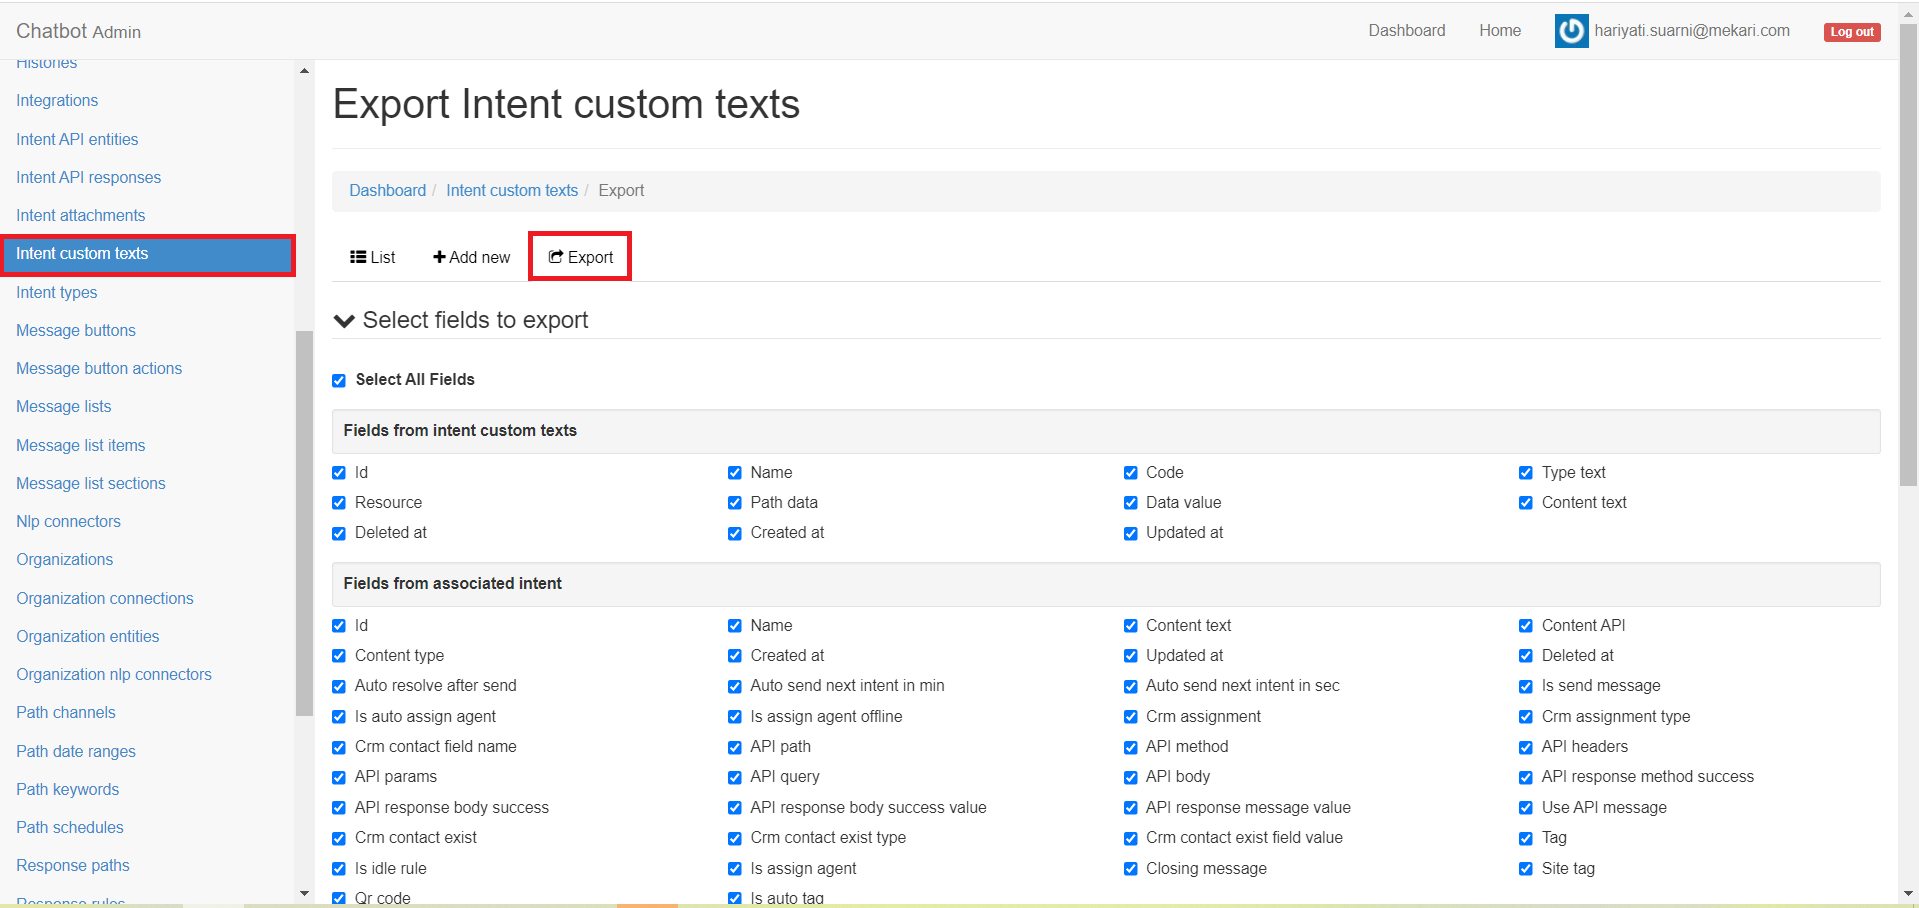 Chatbot Admin
Dashboard
Home
hariyati.suarni@mekari.com
Log out
Histories
Integrations
Intent API entities
Intent API responses
Intent attachments
Intent custom texts
Intent types
Message buttons
Message button actions
Message lists
Message list items
Message list sections
Nlp connectors
Organizations
Organization connections
Organization entities
Organization nlp connectors
Path channels
Path date ranges
Path keywords
Path schedules
Response paths
Response rules
Export Intent custom texts
Dashboard / Intent custom texts / Export
List
Add new
Export
Select fields to export
Select All Fields
Fields from intent custom texts
Id Name Code Type text
Resource Path data Data value Content text
Deleted at Created at Updated at
Fields from associated intent
Id Name Content text Content API
Content type Created at Updated at Deleted at
Auto resolve after send Auto send next intent in min Auto send next intent in sec Is send message
Is auto assign agent Is assign agent offline Crm assignment Crm assignment type
Crm contact field name API path API method API headers
API params API query API body API response method success
API response body success API response body success value API response message value Use API message
Crm contact exist Crm contact exist type Crm contact exist field value Tag
Is idle rule Is assign agent Closing message Site tag
Qr code Is auto tag